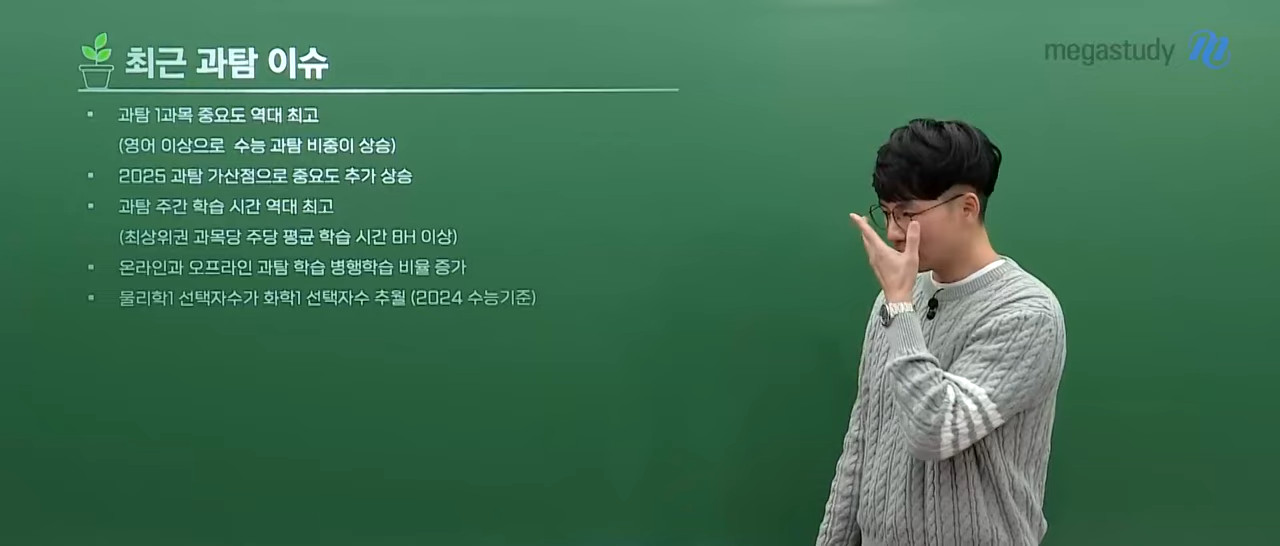 최근 과탐 이슈
megastudy
과탐 1과목 중요도 역대 최고
(영어 이상으로 수능 과탐 비중이 상승)
2025 과탐 가산점으로 중요도 추가 상승
과탐 주간 학습 시간 역대 최고
(최상위권 과목당 주당 평균 학습 시간 8H 이상)
온라인과 오프라인 과탐 학습 병행학습 비율 증가
물리학1 선택자수가 화학1 선택자수 추월 (2024 수능기준)